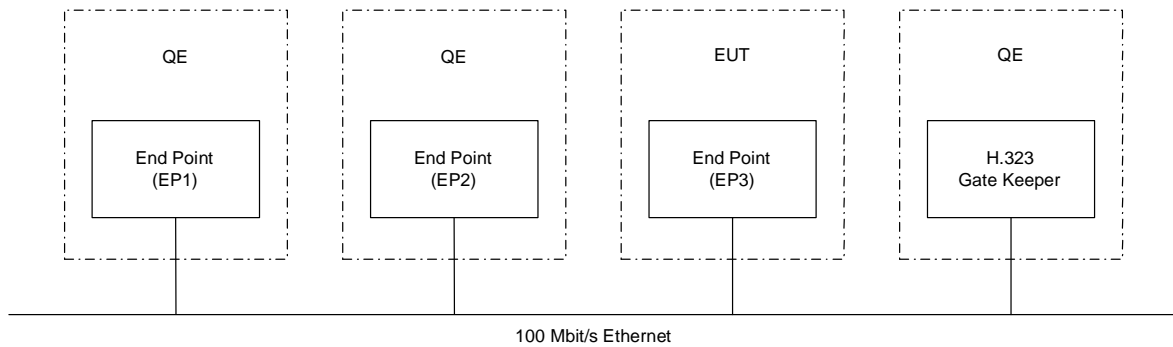 QE
QE
EUT
QE
End Point
(EP1)
End Point
(EP2)
End Point
(EP3)
H.323
Gate Keeper
100 Mbit/s Ethernet